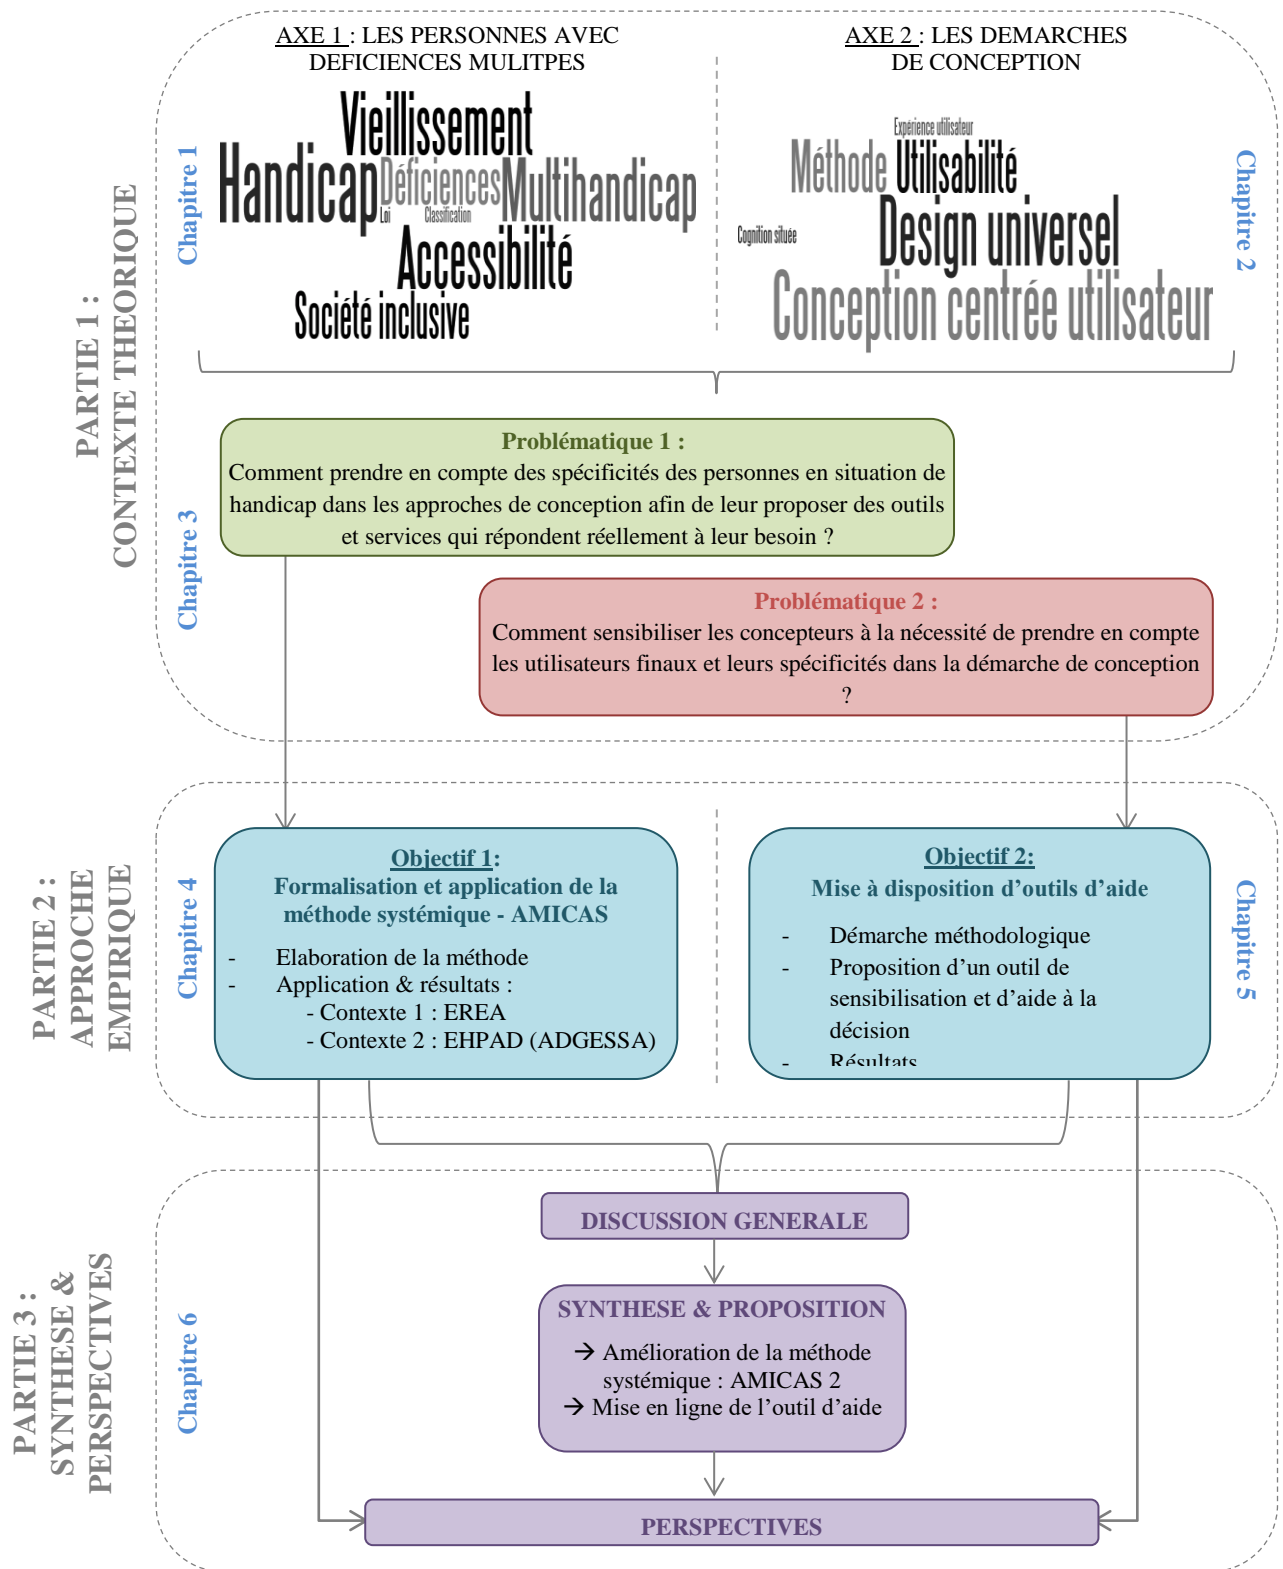 PARTIE 1 :
CONTEXTE THEORIQUE
AXE 1 : LES PERSONNES AVEC
DEFICIENCES MULITPES
AXE 2 : LES DEMARCHES
DE CONCEPTION
Chapitre 1
Vieillissement
Handicap
Déficiences
Multihandicap
Loi
Classification
Accessibilité
Société inclusive
Expérience utilisateur
Méthode
Utilisabilité
Cognition située
Design universel
Conception centrée utilisateur
Chapitre 2
Chapitre 3
Problématique 1 :
Comment prendre en compte des spécificités des personnes en situation de
handicap dans les approches de conception afin de leur proposer des outils
et services qui répondent réellement à leur besoin ?
Problématique 2 :
Comment sensibiliser les concepteurs à la nécessité de prendre en compte
les utilisateurs finaux et leurs spécificités dans la démarche de conception
?
PARTIE 2 :
APPROCHE
EMPIRIQUE
Chapitre 4
Objectif 1:
Formalisation et application de la
méthode systémique - AMICAS
- Elaboration de la méthode
- Application & résultats :
- Contexte 1 : EREA
- Contexte 2 : EHPAD (ADGESSA)
Objectif 2:
Mise à disposition d’outils d’aide
- Démarche méthodologique
- Proposition d’un outil de
sensibilisation et d’aide à la
décision
- Résultats
Chapitre 5
PARTIE 3 :
SYNTHESE &
PERSPECTIVES
Chapitre 6
DISCUSSION GENERALE
SYNTHESE & PROPOSITION
→ Amélioration de la méthode
systémique : AMICAS 2
→ Mise en ligne de l’outil d’aide
PERSPECTIVES